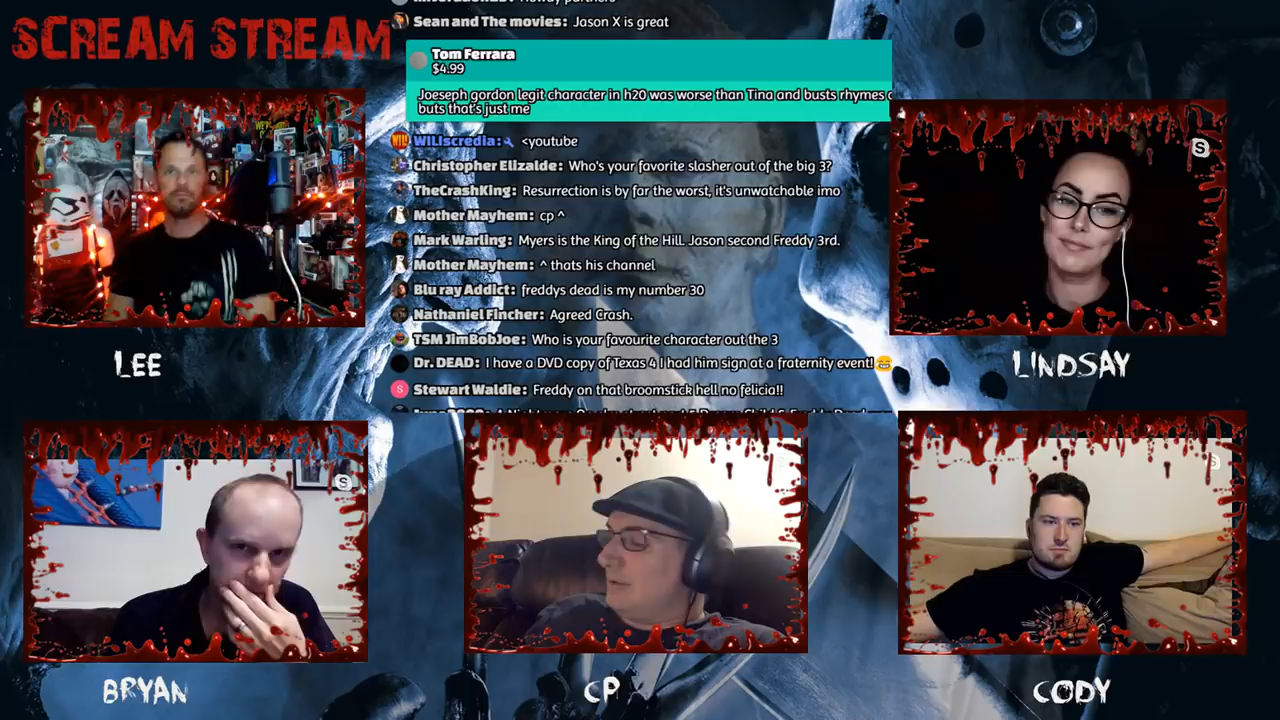 SCREAM STREAM
Sean and The movies: Jason X is great
Tom Ferrara
$4.99
Joeseph gordon legit character in h20 was worse than Tina and busts rhymes
buts that's just me
WILIscredia: <youtube
Christopher Elizalde: Who's your favorite slasher out of the big 3?
TheCrashKing: Resurrection is by far the worst, it's unwatchable imo
Mother Mayhem: cp ^
Mark Warling: Myers is the King of the Hill. Jason second Freddy 3rd.
Mother Mayhem: ^ thats his channel
Blu ray Addict: freddys dead is my number 30
Nathaniel Fincher: Agreed Crash.
TSM JimBobJoe: Who is your favourite character out the 3
Dr. DEAD: I have a DVD copy of Texas 4 I had him sign at a fraternity event!
S Stewart Waldie: Freddy on that broomstick hell no felicia!!
LEE
S
LINDSAY
S
S
BRYAN
CP
CODY